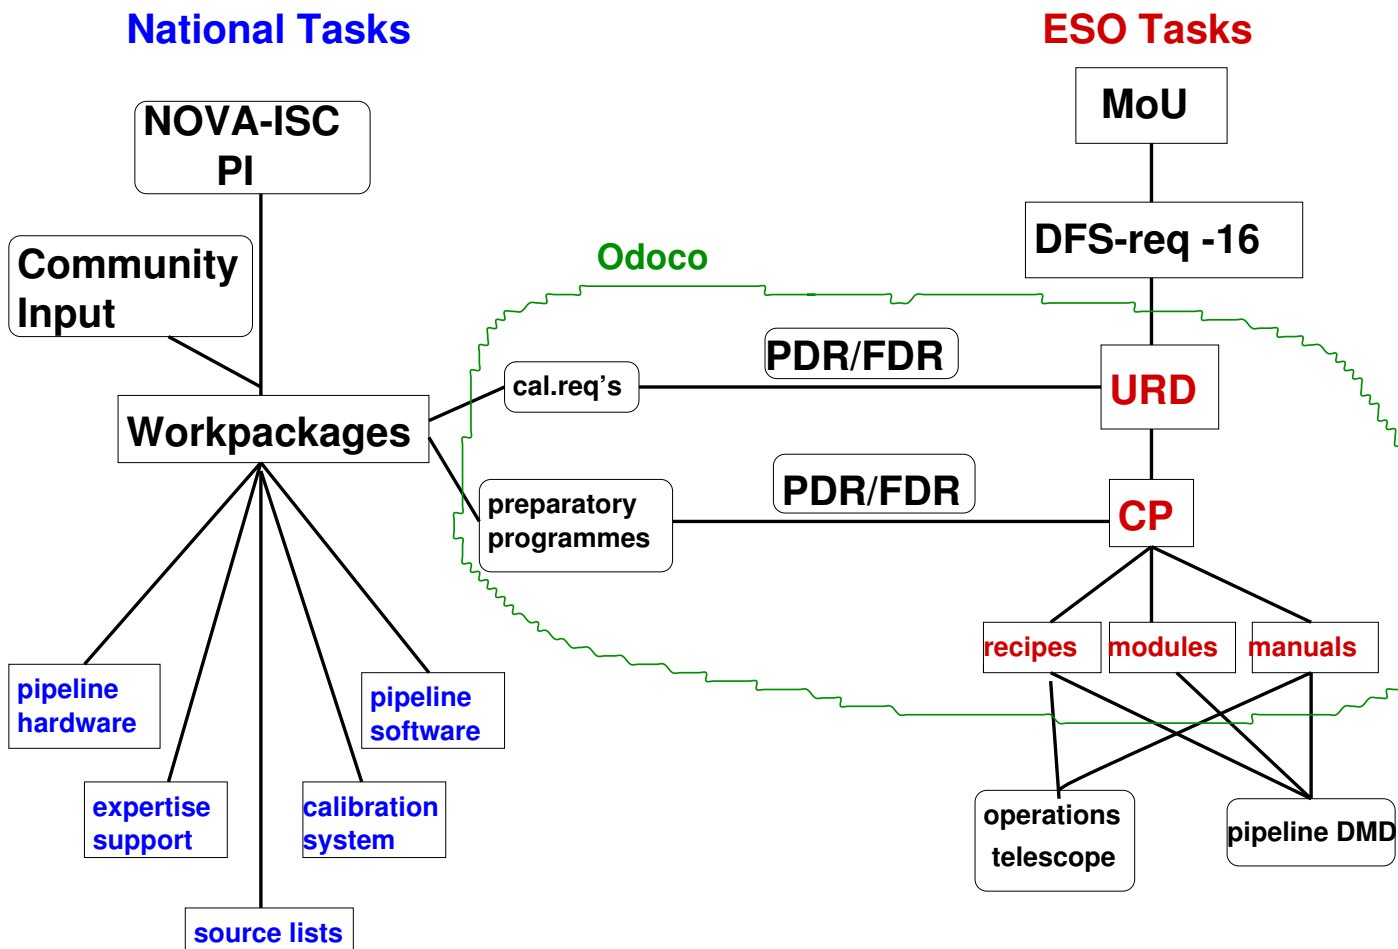 National Tasks
ESO Tasks
NOVA-ISC
PI
MoU
Community
Input
DFS-req -16
Odoco
PDR/FDR
cal.req's
URD
Workpackages
preparatory
programmes
PDR/FDR
CP
recipes
modules
manuals
pipeline
hardware
pipeline
software
expertise
support
calibration
system
operations
telescope
pipeline DMD
source lists